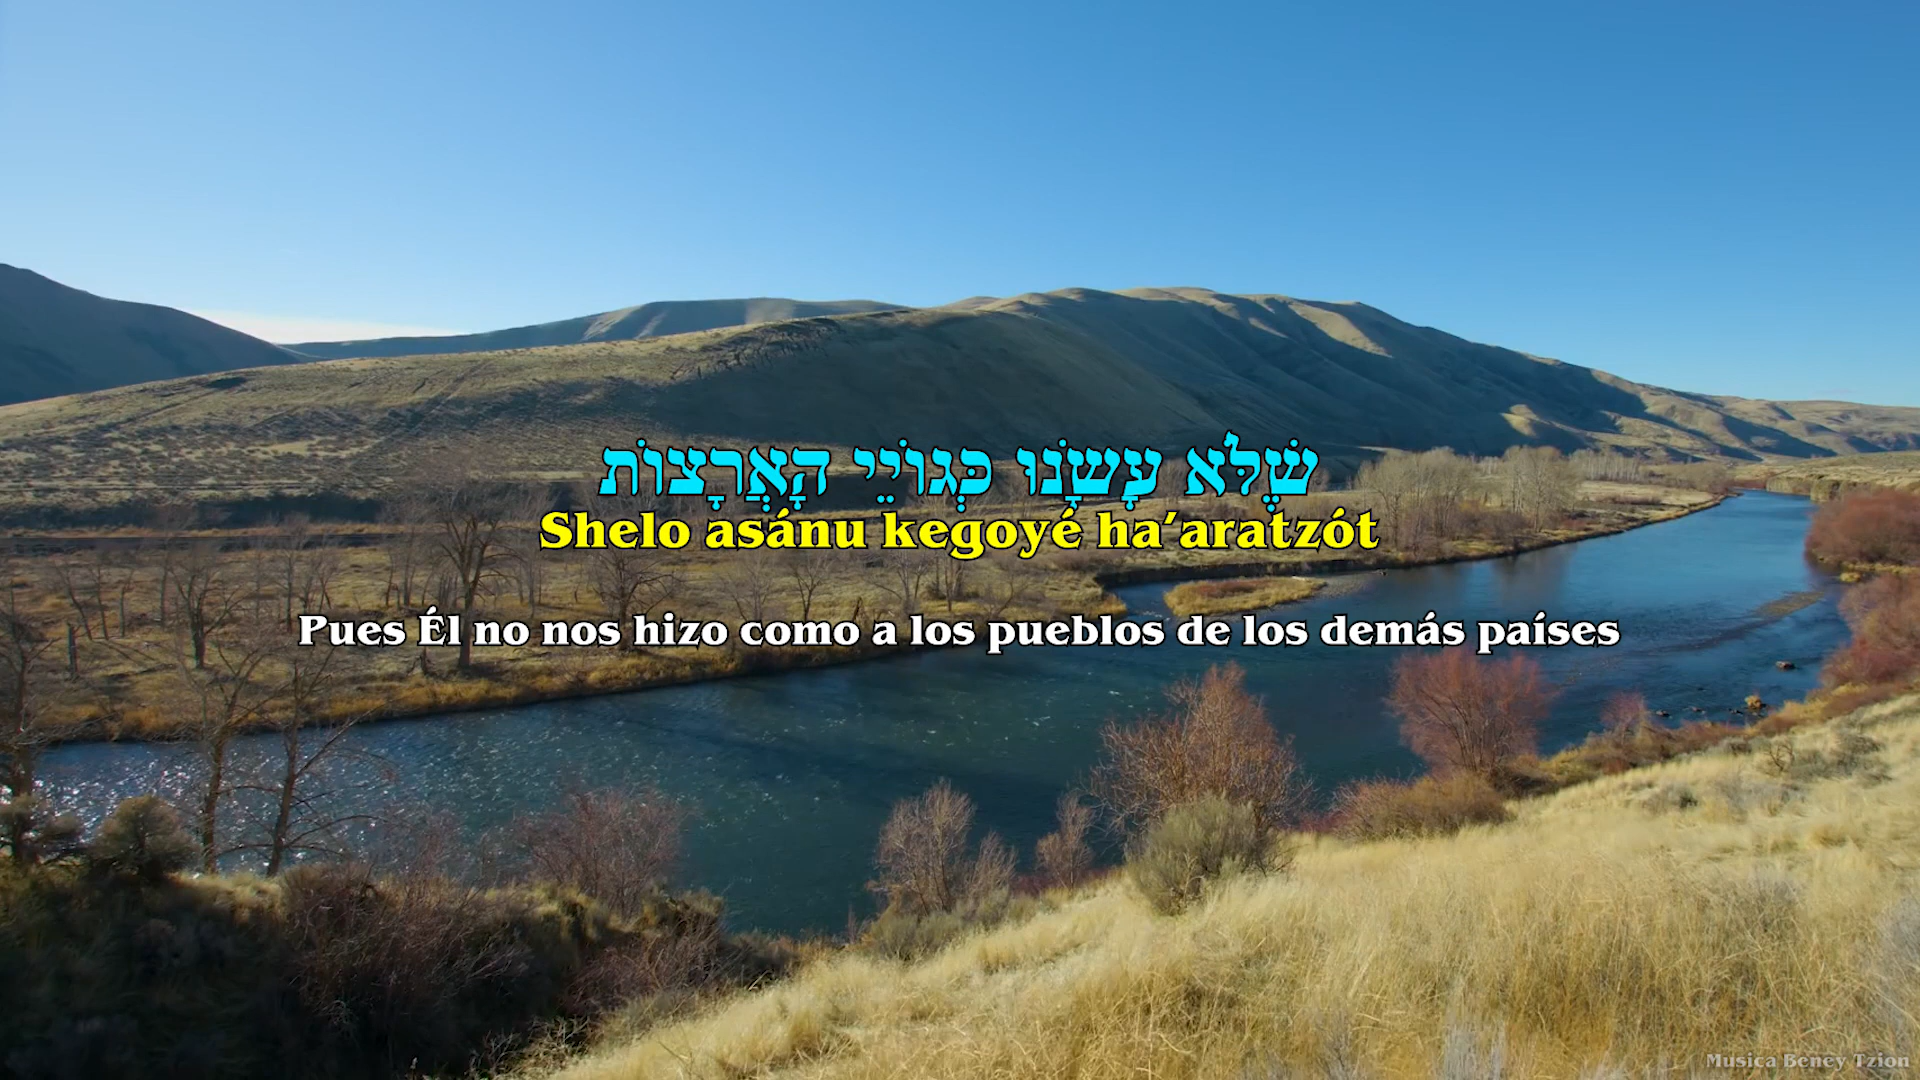 שֶׁלֹּא עָשָׂנוּ כְּגוֹיֵי הָאֲרָצוֹת
Shelo asánu kegoyé ha’aratzót
Pues Él no nos hizo como a los pueblos de los demás países
Musica Beney Tzion